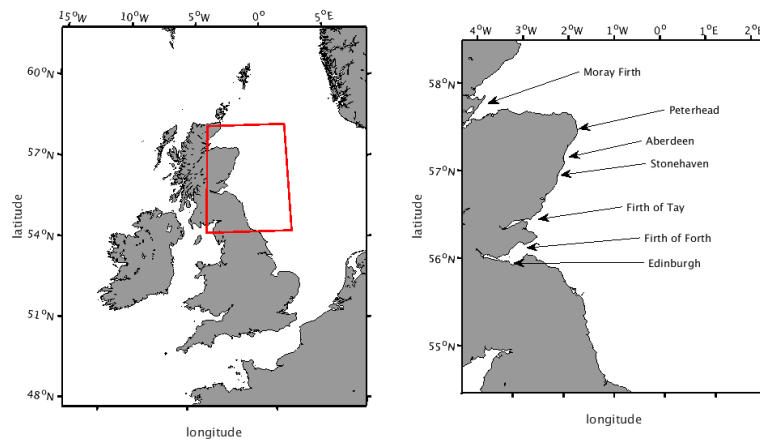 15°W 10°W 5°W 0° 5°E
60°N
57°N
54°N
51°N
48°N
latitude
longitude
4°W 3°W 2°W 1°W 0° 1°E 2°E
58°N
57°N
56°N
55°N
latitude
longitude
Moray Firth
Peterhead
Aberdeen
Stonehaven
Firth of Tay
Firth of Forth
Edinburgh